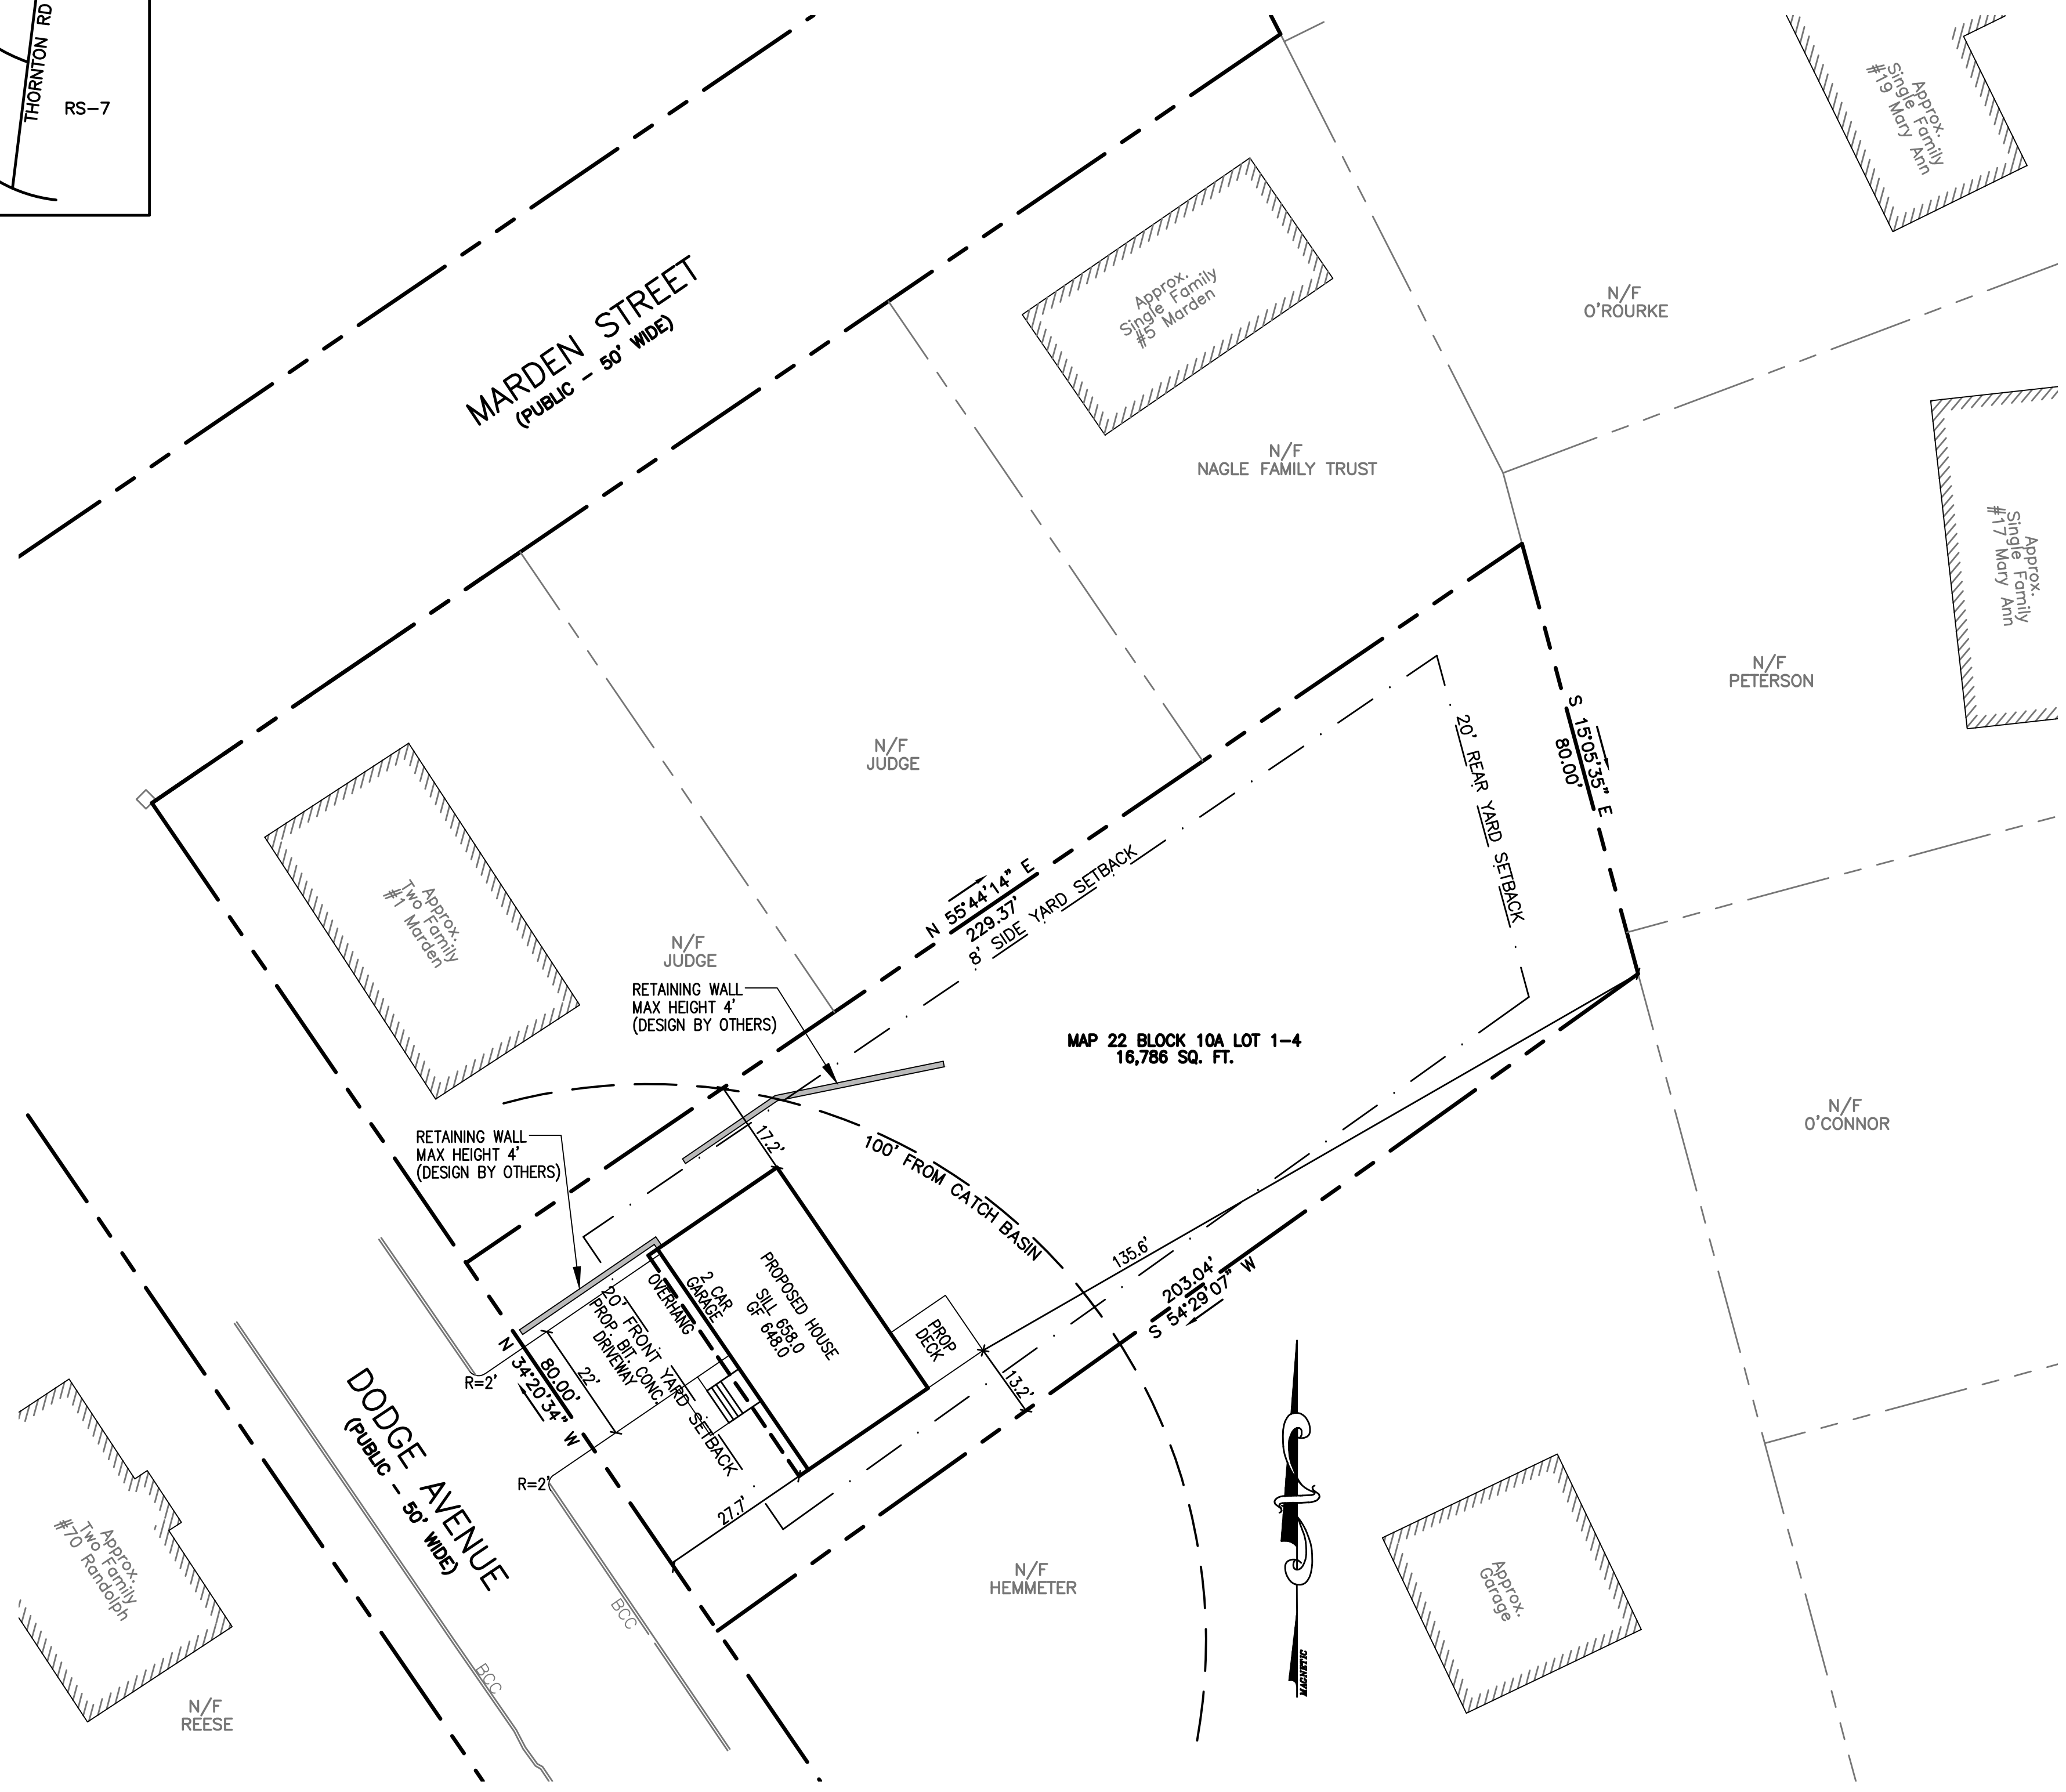 THORNTON RD
RS-7
MARDEN STREET
(PUBLIC - 50' WIDE)
Approx.
Single Family
#5 Marden
N/F
NAGLE FAMILY TRUST
Approx.
Single Family
#19 Mary Ann
N/F
O'ROURKE
Approx.
Single Family
#17 Mary Ann
N/F
PETERSON
S 15°05'35" E
80.00'
20' REAR YARD SETBACK
N/F
JUDGE
N 55°44'14" E
229.37'
8' SIDE YARD SETBACK
Approx.
Two Family
#1 Marden
N/F
JUDGE
RETAINING WALL
MAX HEIGHT 4'
(DESIGN BY OTHERS)
MAP 22 BLOCK 10A LOT 1-4
16,786 SQ. FT.
N/F
O'CONNOR
RETAINING WALL
MAX HEIGHT 4'
(DESIGN BY OTHERS)
17.2'
100' FROM CATCH BASIN
135.6'
203.04'
S 54°29'07" W
PROPOSED HOUSE
SILL 658.0
GF 648.0
2 CAR
GARAGE
OVERHANG
20' FRONT YARD SETBACK
PROP. BIT. CONC.
DRIVEWAY
22'
PROP
DECK
13.2'
80.00'
N 34°20'34" W
R=2'
R=2'
27.7'
DODGE AVENUE
(PUBLIC - 50' WIDE)
BCC
BCC
Approx.
Two Family
#70 Randolph
N/F
REESE
N/F
HEMMETER
Approx.
Garage
MAGNETIC